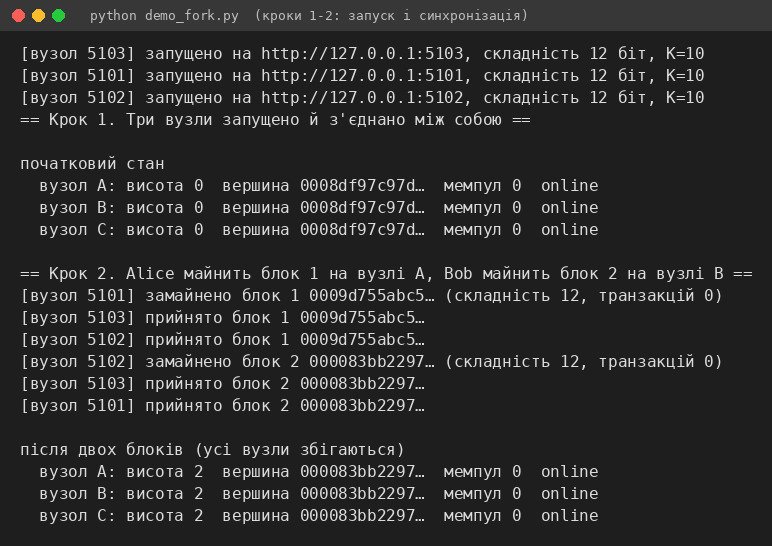 python demo_fork.py (кроки 1-2: запуск і синхронізація)
[вузол 5103] запущено на http://127.0.0.1:5103, складність 12 біт, K=10
[вузол 5101] запущено на http://127.0.0.1:5101, складність 12 біт, K=10
[вузол 5102] запущено на http://127.0.0.1:5102, складність 12 біт, K=10
== Крок 1. Три вузли запущено й з'єднано між собою ==
початковий стан
вузол A: висота 0 вершина 0008df97c97d… мемпул 0 online
вузол B: висота 0 вершина 0008df97c97d… мемпул 0 online
вузол C: висота 0 вершина 0008df97c97d… мемпул 0 online
== Крок 2. Alice майнить блок 1 на вузлі A, Bob майнить блок 2 на вузлі B ==
[вузол 5101] замайнено блок 1 0009d755abc5… (складність 12, транзакцій 0)
[вузол 5103] прийнято блок 1 0009d755abc5…
[вузол 5102] прийнято блок 1 0009d755abc5…
[вузол 5102] замайнено блок 2 000083bb2297… (складність 12, транзакцій 0)
[вузол 5103] прийнято блок 2 000083bb2297…
[вузол 5101] прийнято блок 2 000083bb2297…
після двох блоків (усі вузли збігаються)
вузол A: висота 2 вершина 000083bb2297… мемпул 0 online
вузол B: висота 2 вершина 000083bb2297… мемпул 0 online
вузол C: висота 2 вершина 000083bb2297… мемпул 0 online